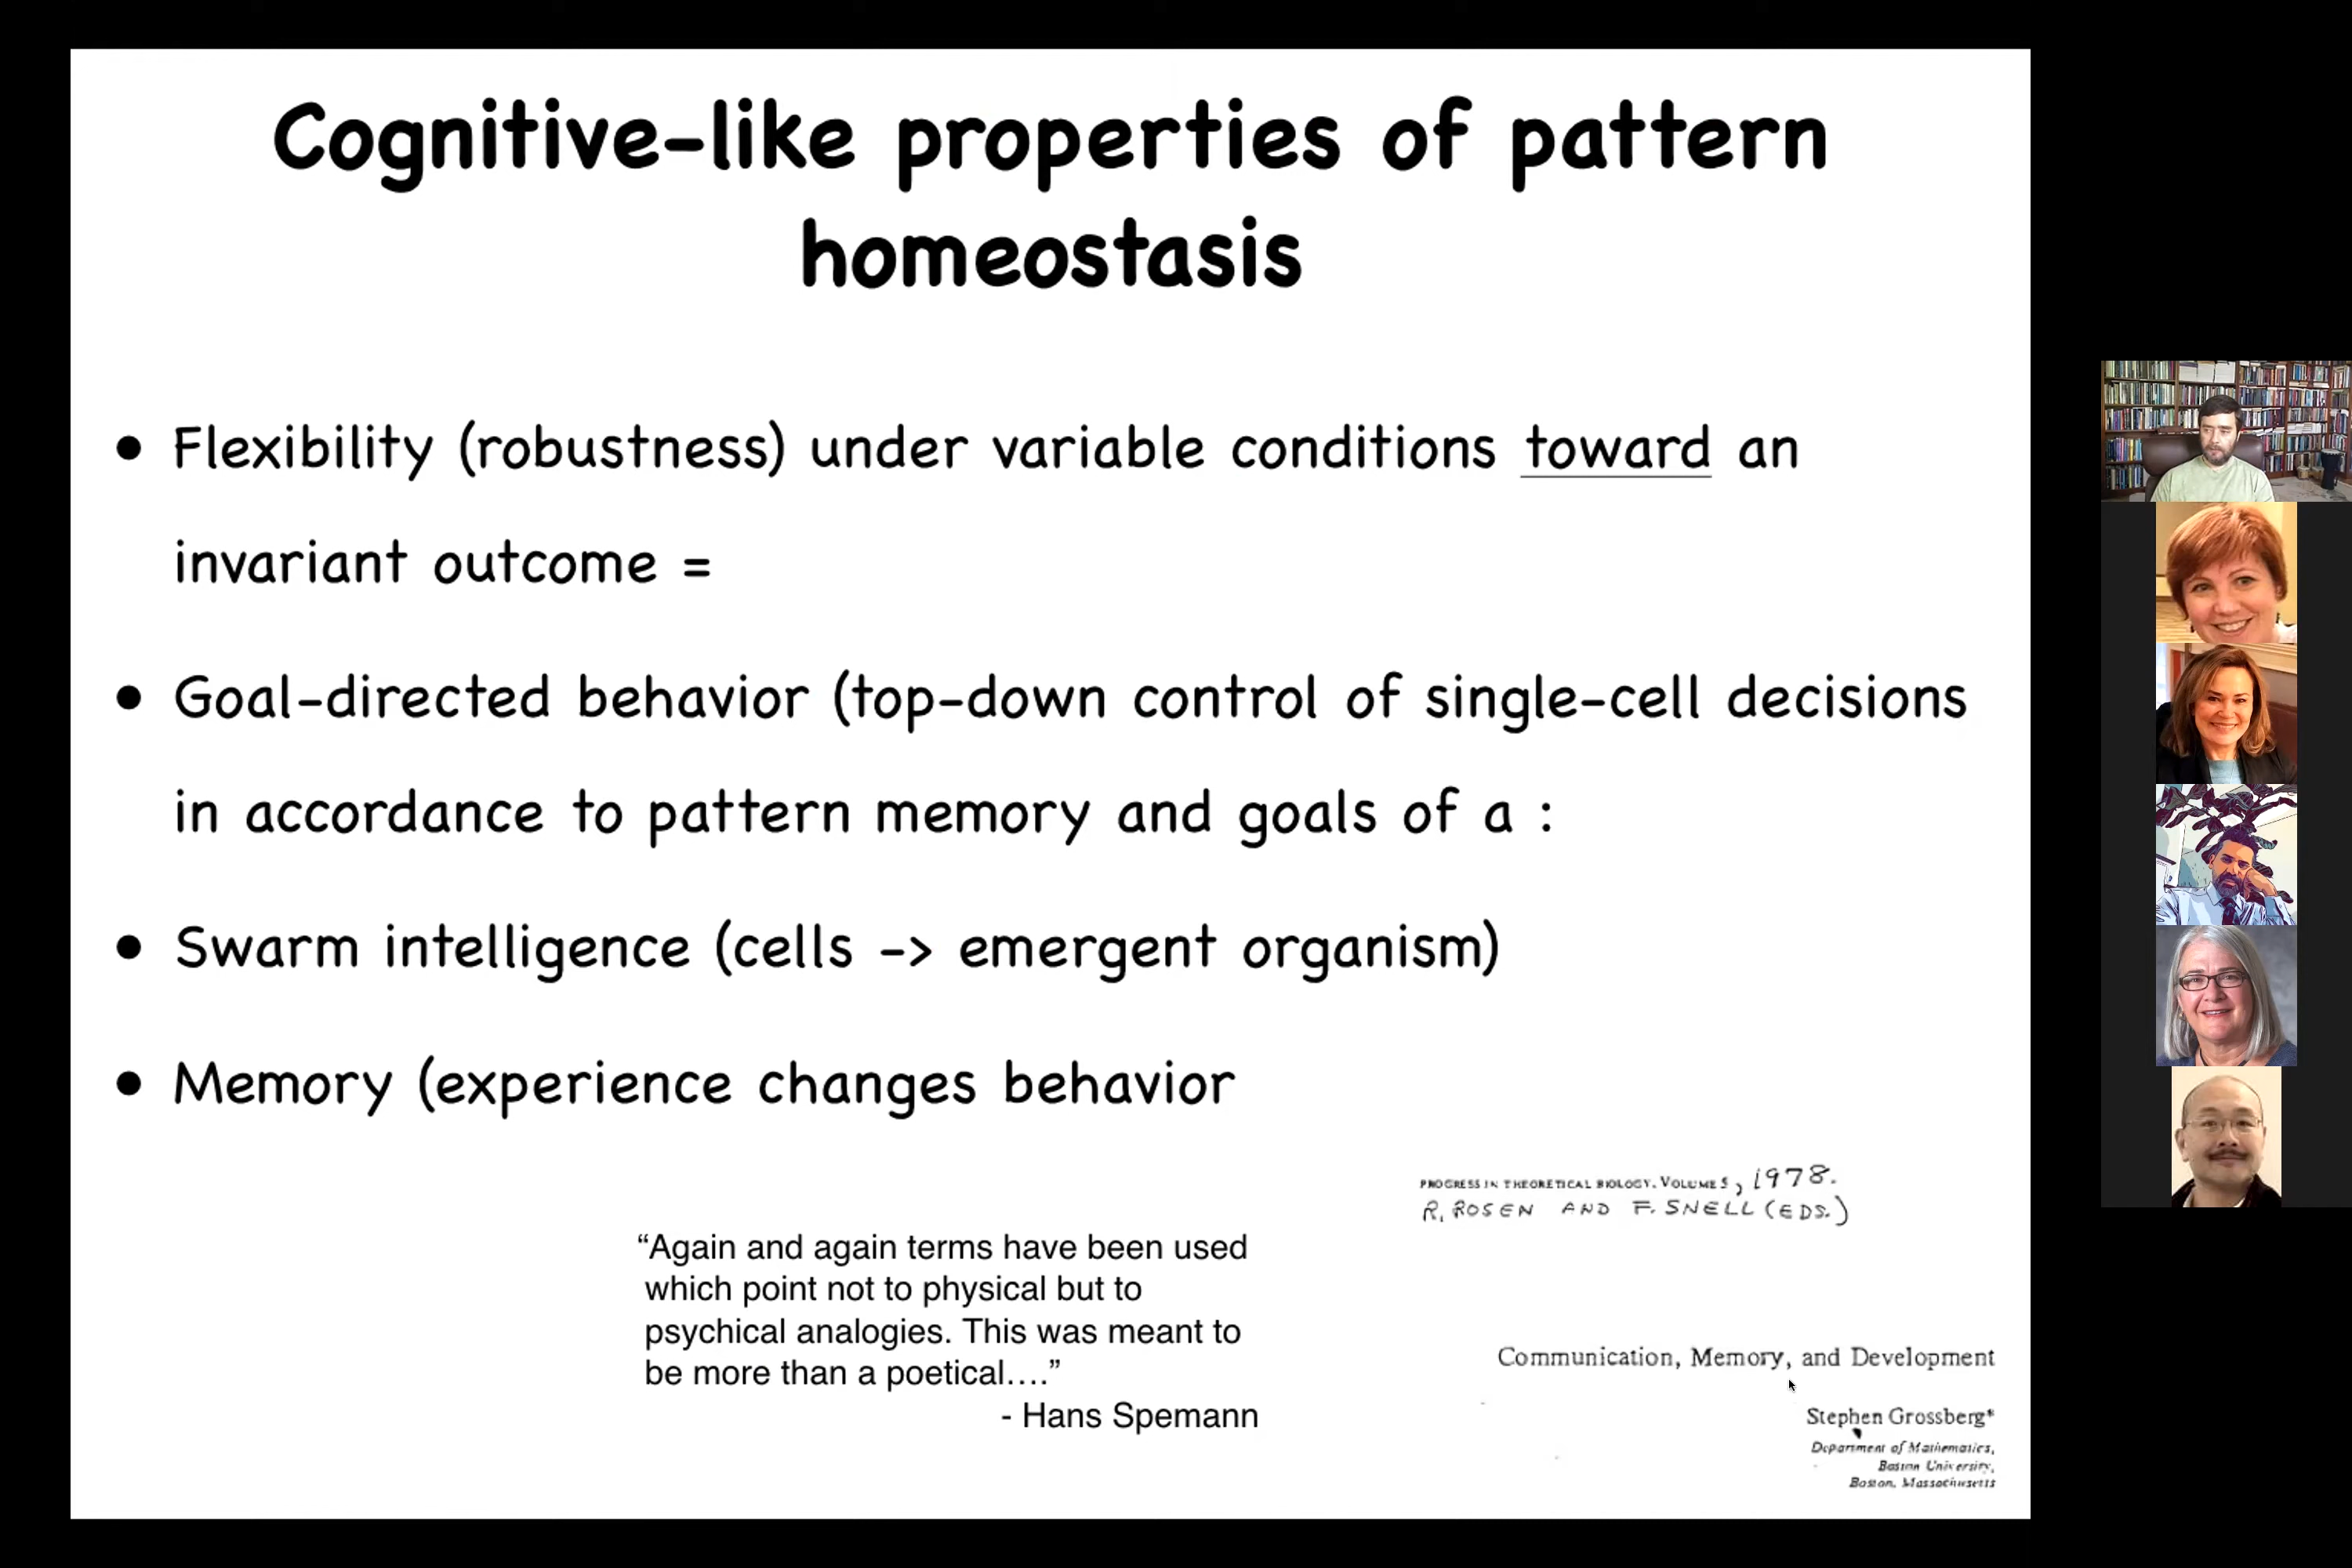 Cognitive-like properties of pattern
homeostasis
• Flexibility (robustness) under variable conditions toward an
invariant outcome =
• Goal-directed behavior (top-down control of single-cell decisions
in accordance to pattern memory and goals of a :
• Swarm intelligence (cells -> emergent organism)
• Memory (experience changes behavior
PROGRESS IN THEORETICAL BIOLOGY. VOLUME 5, 1978.
R. ROSEN AND F. SNELL (EDS.)
“Again and again terms have been used
which point not to physical but to
psychical analogies. This was meant to
be more than a poetical….”
- Hans Spemann
Communication, Memory, and Development
Stephen Grossberg*
Department of Mathematics,
Boston University,
Boston, Massachusetts